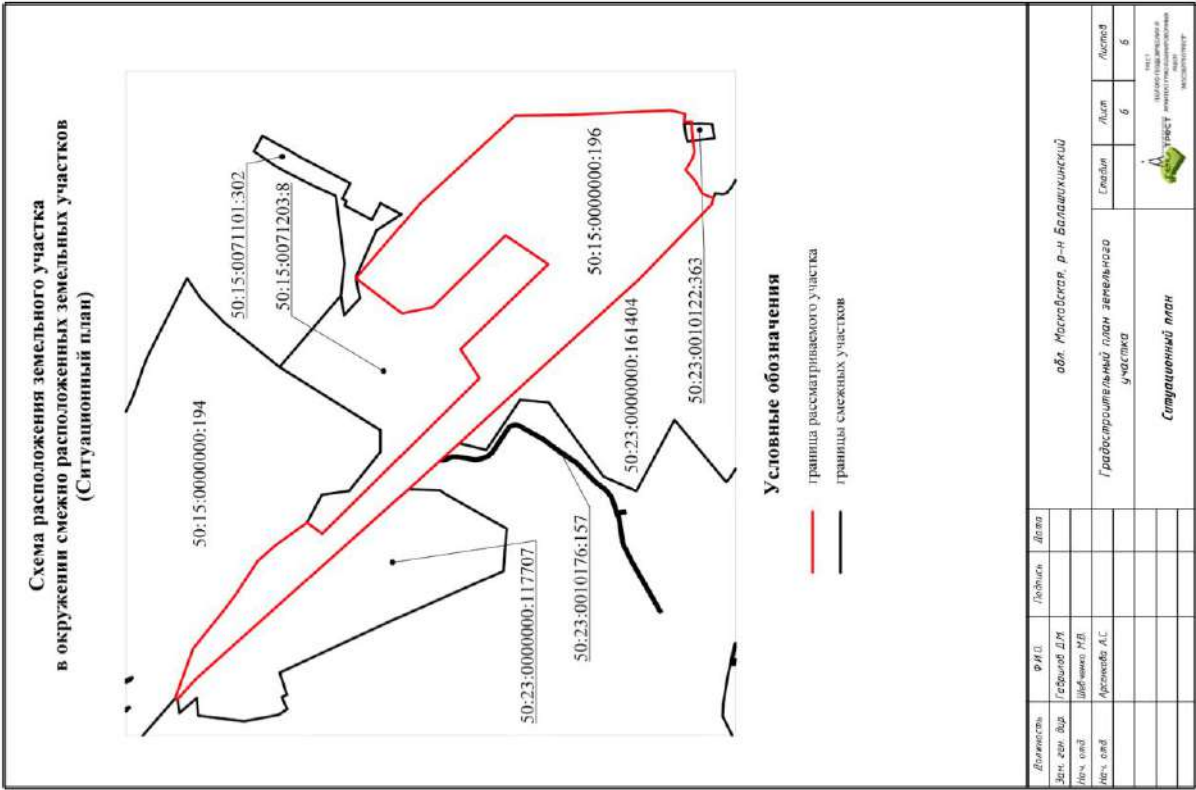 Схема расположения земельного участка
в окружении смежно расположенных земельных участков
(Ситуационный план)
50:15:0000000:194
50:15:0071101:302
50:15:0071203:8
50:15:0000000:196
50:23:0000000:161404
50:23:0010122:363
50:23:0000000:117707
50:23:0010176:157
Условные обозначения
граница рассматриваемого участка
границы смежных участков
Должность Ф.И.О. Подпись Дата
Зам. ген. дир. Гаврилов Д.М.
Нач. отд. Шевченко Н.В.
Нач. отд. Арсенкова А.С.
обл. Московская, р-н Балашихинский
Градостроительный план земельного
участка
Стадия Лист Листов
6 6
Ситуационный план
ТРЕСТ